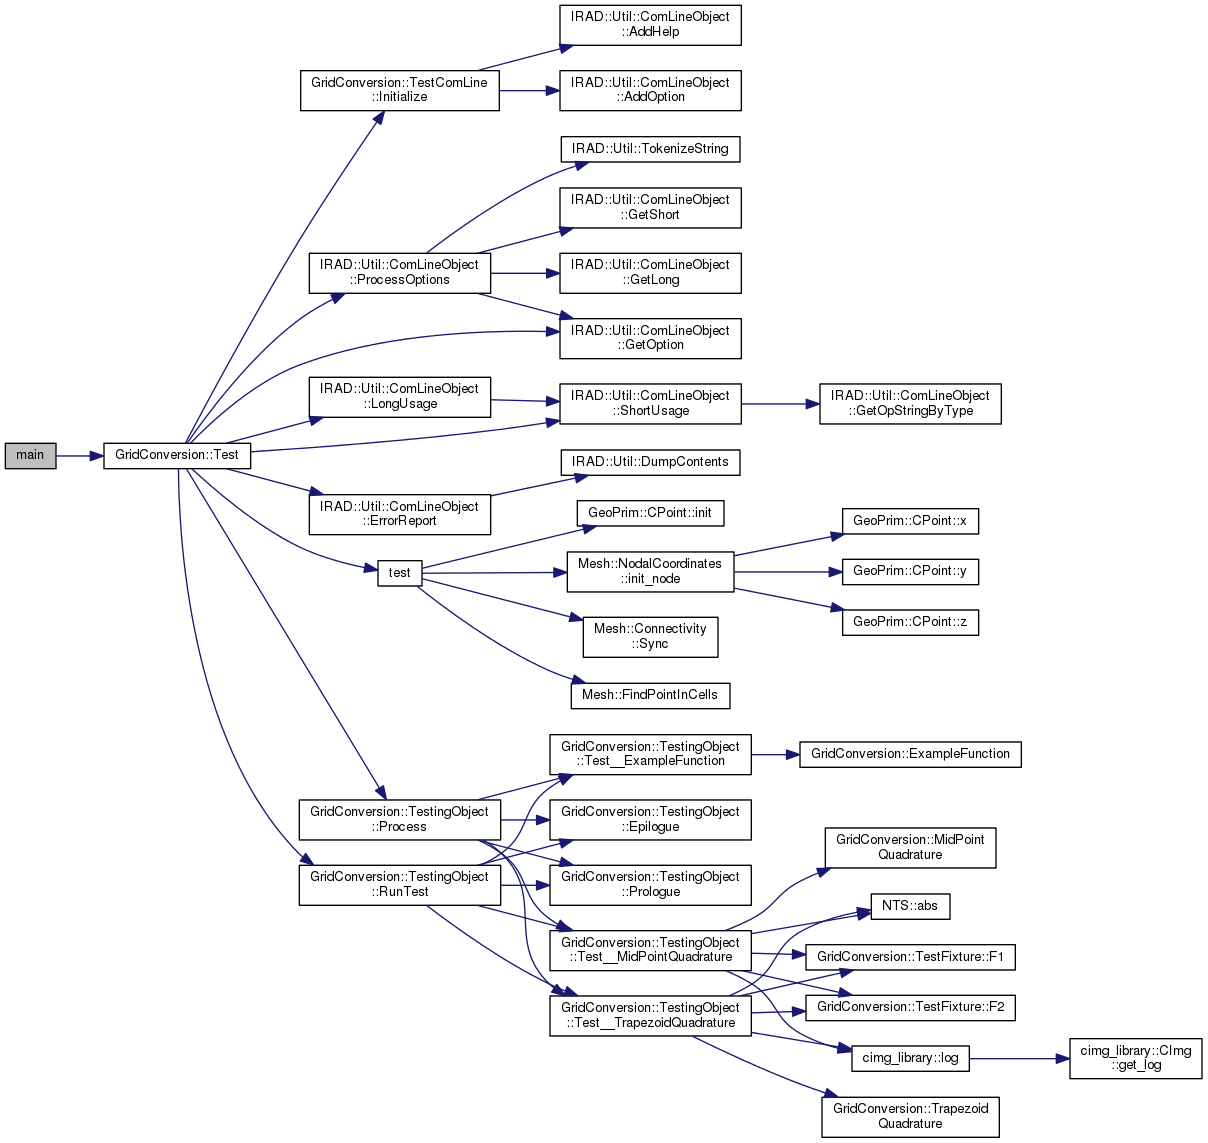 IRAD::Util::ComLineObject
::AddHelp
GridConversion::TestComLine
::Initialize
IRAD::Util::ComLineObject
::AddOption
IRAD::Util::TokenizeString
IRAD::Util::ComLineObject
::GetShort
IRAD::Util::ComLineObject
::ProcessOptions
IRAD::Util::ComLineObject
::GetLong
IRAD::Util::ComLineObject
::GetOption
IRAD::Util::ComLineObject
::LongUsage
IRAD::Util::ComLineObject
::ShortUsage
IRAD::Util::ComLineObject
::GetOpStringByType
main
GridConversion::Test
IRAD::Util::DumpContents
IRAD::Util::ComLineObject
::ErrorReport
GeoPrim::CPoint::init
GeoPrim::CPoint::x
test
Mesh::NodalCoordinates
::init_node
GeoPrim::CPoint::y
GeoPrim::CPoint::z
Mesh::Connectivity
::Sync
Mesh::FindPointInCells
GridConversion::TestingObject
::Test__ExampleFunction
GridConversion::ExampleFunction
GridConversion::TestingObject
::Process
GridConversion::TestingObject
::Epilogue
GridConversion::MidPoint
Quadrature
GridConversion::TestingObject
::RunTest
GridConversion::TestingObject
::Prologue
NTS::abs
GridConversion::TestingObject
::Test__MidPointQuadrature
GridConversion::TestFixture::F1
GridConversion::TestingObject
::Test__TrapezoidQuadrature
GridConversion::TestFixture::F2
cimg_library::log
cimg_library::CImg
::get_log
GridConversion::Trapezoid
Quadrature